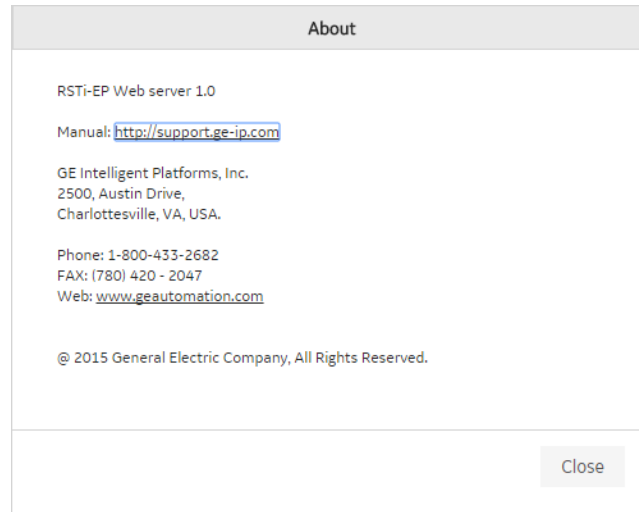 About
RSTi-EP Web server 1.0
Manual: http://support.ge-ip.com
GE Intelligent Platforms, Inc.
2500, Austin Drive,
Charlottesville, VA, USA.
Phone: 1-800-433-2682
FAX: (780) 420 - 2047
Web: www.geautomation.com
@ 2015 General Electric Company, All Rights Reserved.
Close